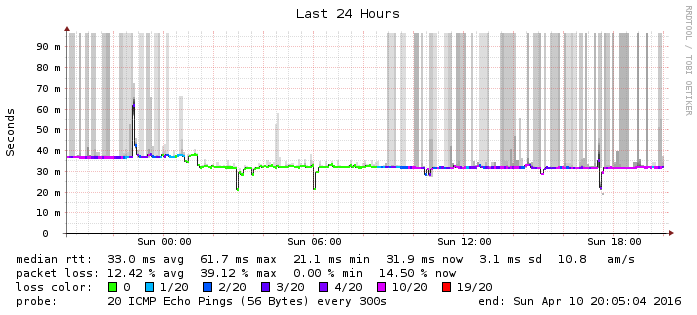 Last 24 Hours
RRDTOOL / TOBI OETIKER
Seconds
90 m
80 m
70 m
60 m
50 m
40 m
30 m
20 m
10 m
0
Sun 00:00 Sun 06:00 Sun 12:00 Sun 18:00
median rtt: 33.0 ms avg 61.7 ms max 21.1 ms min 31.9 ms now 3.1 ms sd 10.8 am/s
packet loss: 12.42 % avg 39.12 % max 0.00 % min 14.50 % now
loss color: 0 1/20 2/20 3/20 4/20 10/20 19/20
probe: 20 ICMP Echo Pings (56 Bytes) every 300s end: Sun Apr 10 20:05:04 2016